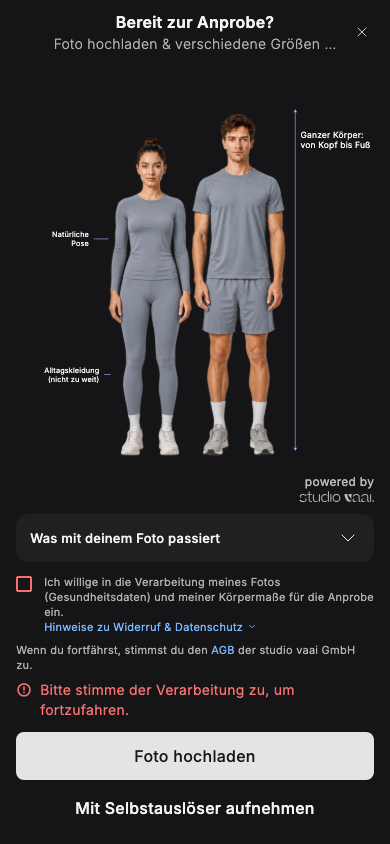 Bereit zur Anprobe?
Foto hochladen & verschiedene Größen ...
Ganzer Körper:
von Kopf bis Fuß
Natürliche
Pose
Alltagskleidung
(nicht zu weit)
powered by
studio vaai.
Was mit deinem Foto passiert
Ich willige in die Verarbeitung meines Fotos
(Gesundheitsdaten) und meiner Körpermaße für die Anprobe
ein.
Hinweise zu Widerruf & Datenschutz
Wenn du fortfährst, stimmst du den AGB der studio vaai GmbH
zu.
Bitte stimme der Verarbeitung zu, um
fortzufahren.
Foto hochladen
Mit Selbstauslöser aufnehmen